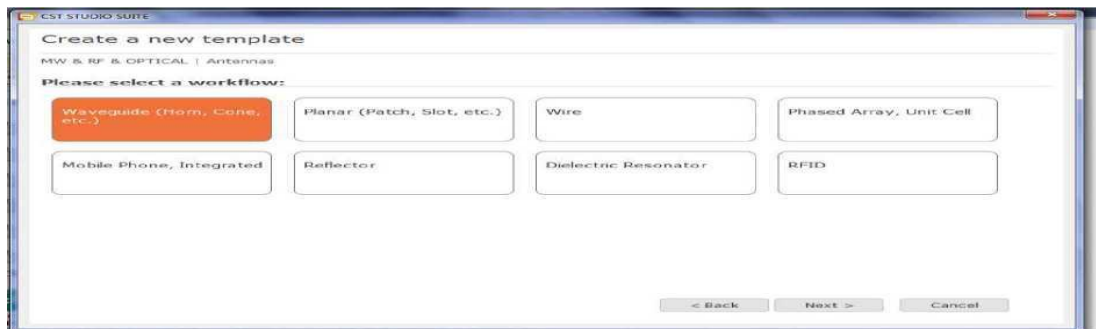 CST STUDIO SUITE
Create a new template
MW & RF & OPTICAL | Antennas
Please select a workflow:
Waveguide (Horn, Cone,
etc.)
Planar (Patch, Slot, etc.)
Wire
Phased Array, Unit Cell
Mobile Phone, Integrated
Reflector
Dielectric Resonator
RFID
< Back
Next >
Cancel